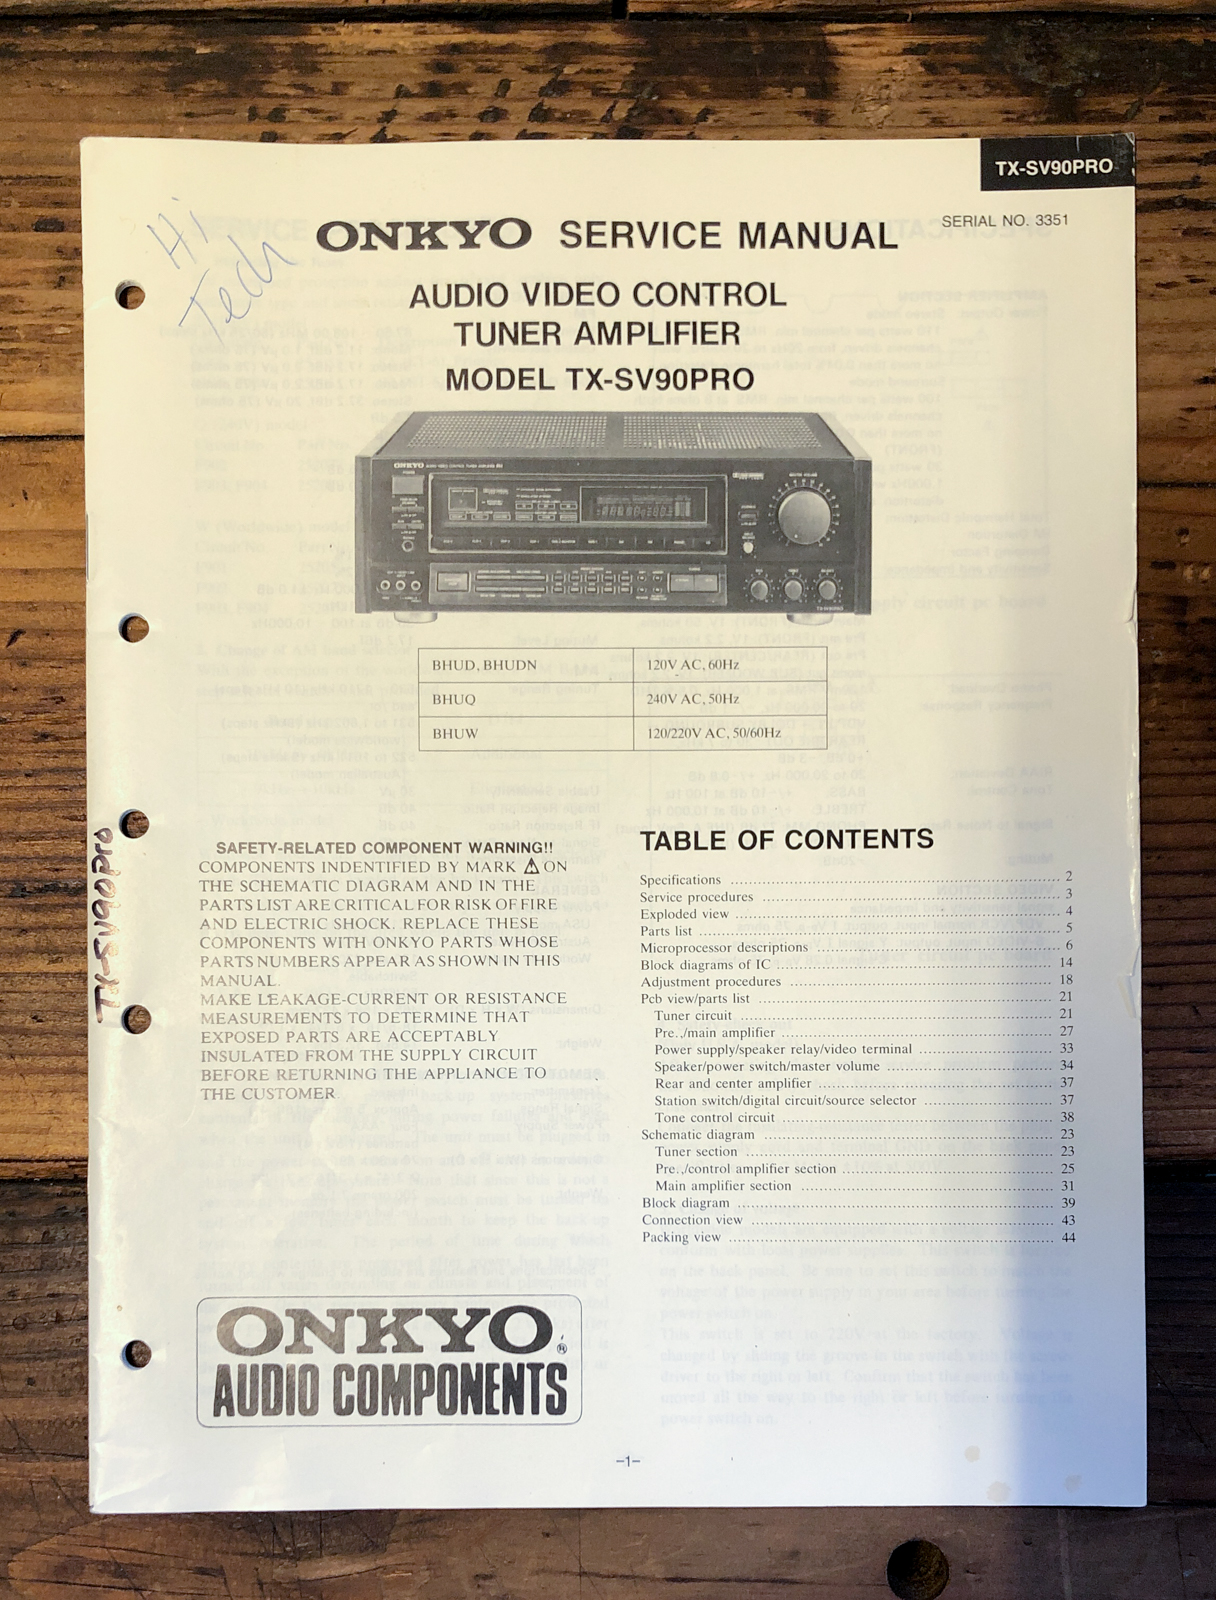 TX-SV90PRO
SERIAL NO. 3351
Hi
Tech
ONKYO SERVICE MANUAL
AUDIO VIDEO CONTROL
TUNER AMPLIFIER
MODEL TX-SV90PRO
ONKYO
BHUD, BHUDN 120V AC, 60Hz
BHUQ 240V AC, 50Hz
BHUW 120/220V AC, 50/60Hz
TX-SV90Pro
SAFETY-RELATED COMPONENT WARNING!!
COMPONENTS INDENTIFIED BY MARK ⚠ ON
THE SCHEMATIC DIAGRAM AND IN THE
PARTS LIST ARE CRITICAL FOR RISK OF FIRE
AND ELECTRIC SHOCK. REPLACE THESE
COMPONENTS WITH ONKYO PARTS WHOSE
PARTS NUMBERS APPEAR AS SHOWN IN THIS
MANUAL.
MAKE LEAKAGE-CURRENT OR RESISTANCE
MEASUREMENTS TO DETERMINE THAT
EXPOSED PARTS ARE ACCEPTABLY
INSULATED FROM THE SUPPLY CIRCUIT
BEFORE RETURNING THE APPLIANCE TO
THE CUSTOMER.
TABLE OF CONTENTS
Specifications 2
Service procedures 3
Exploded view 4
Parts list 5
Microprocessor descriptions 6
Block diagrams of IC 14
Adjustment procedures 18
Pcb view/parts list 21
Tuner circuit 21
Pre../main amplifier 27
Power supply/speaker relay/video terminal 33
Speaker/power switch/master volume 34
Rear and center amplifier 37
Station switch/digital circuit/source selector 37
Tone control circuit 38
Schematic diagram 23
Tuner section 23
Pre../control amplifier section 25
Main amplifier section 31
Block diagram 39
Connection view 43
Packing view 44
ONKYO®
AUDIO COMPONENTS
–1–